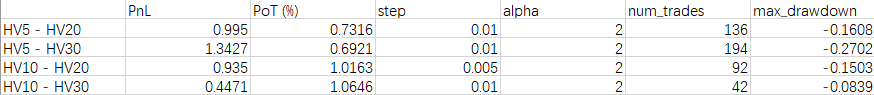 PnL PoT (%) step alpha num_trades max_drawdown
HV5 - HV20 0.995 0.7316 0.01 2 136 -0.1608
HV5 - HV30 1.3427 0.6921 0.01 2 194 -0.2702
HV10 - HV20 0.935 1.0163 0.005 2 92 -0.1503
HV10 - HV30 0.4471 1.0646 0.01 2 42 -0.0839